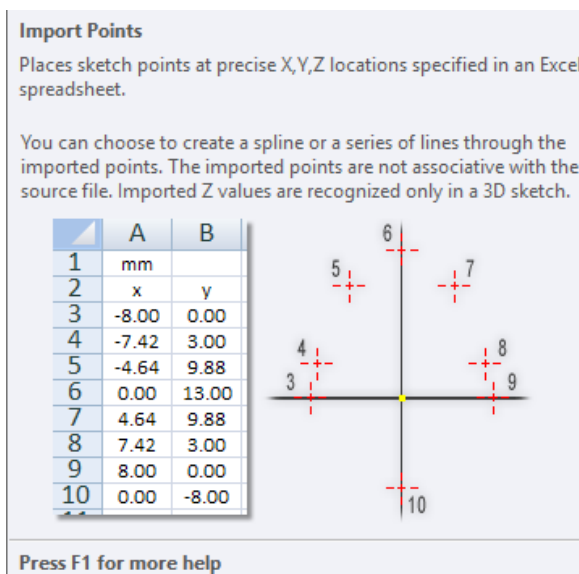 Import Points
Places sketch points at precise X,Y,Z locations specified in an Excel
spreadsheet.
You can choose to create a spline or a series of lines through the
imported points. The imported points are not associative with the
source file. Imported Z values are recognized only in a 3D sketch.
A B
1 mm
2 x y
3 -8.00 0.00
4 -7.42 3.00
5 -4.64 9.88
6 0.00 13.00
7 4.64 9.88
8 7.42 3.00
9 8.00 0.00
10 0.00 -8.00
6
5 7
4 8
3 9
10
Press F1 for more help